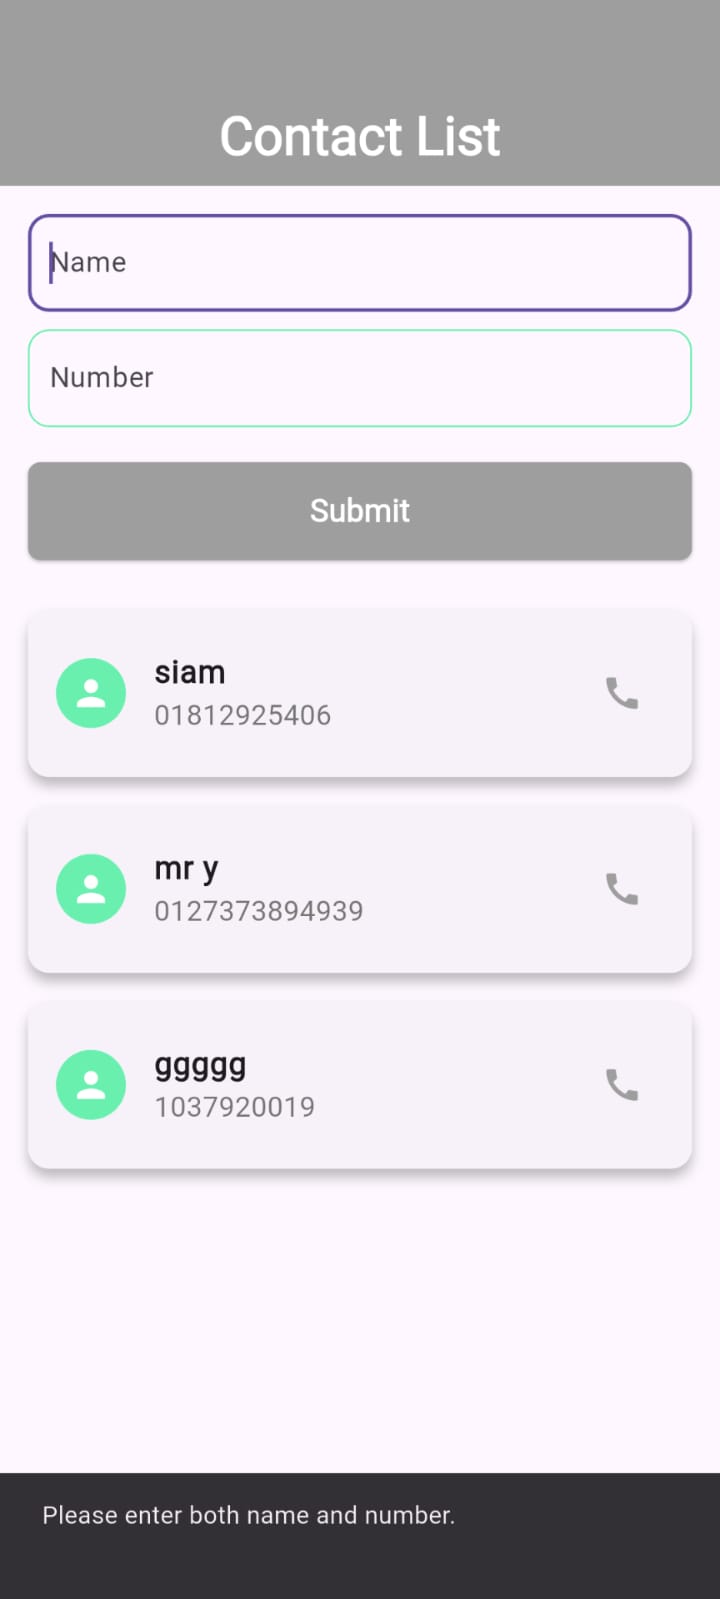 Contact List
Name
Number
Submit
siam
01812925406
mr y
0127373894939
ggggg
1037920019
Please enter both name and number.